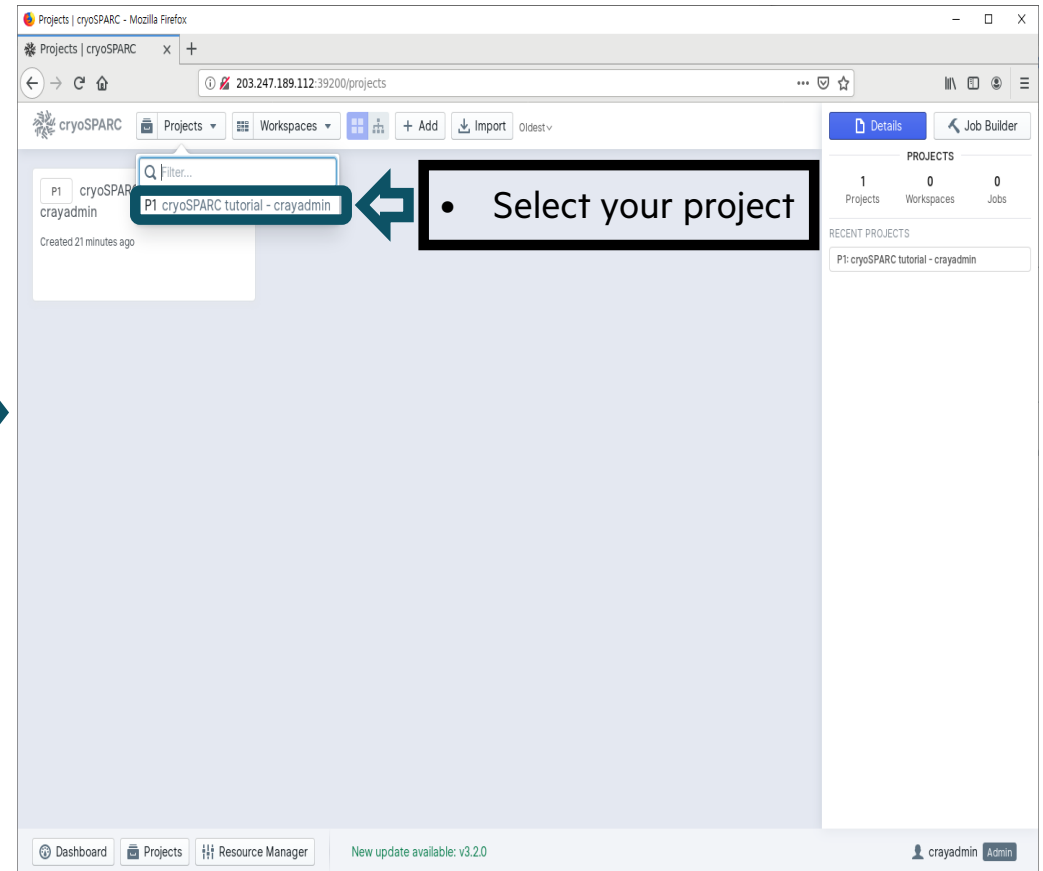 Projects | cryoSPARC - Mozilla Firefox
Projects | cryoSPARC
203.247.189.112:39200/projects
cryoSPARC Projects Workspaces + Add Import Oldest
Details Job Builder
Filter...
P1 cryoSPARC tutorial - crayadmin
P1 cryoSPAR
crayadmin
Created 21 minutes ago
• Select your project
PROJECTS
1 0 0
Projects Workspaces Jobs
RECENT PROJECTS
P1: cryoSPARC tutorial - crayadmin
Dashboard Projects Resource Manager New update available: v3.2.0 crayadmin Admin